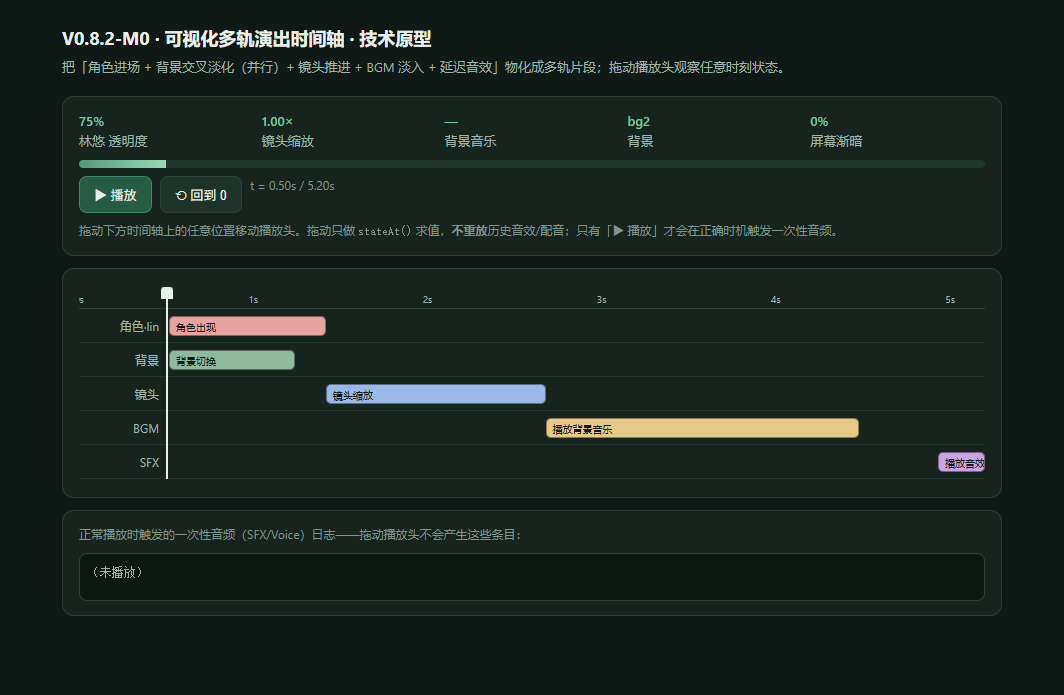 V0.8.2-M0 · 可视化多轨演出时间轴 · 技术原型
把「角色进场 + 背景交叉淡化（并行）+ 镜头推进 + BGM 淡入 + 延迟音效」物化成多轨片段；拖动播放头观察任意时刻状态。
75% 1.00× — bg2 0%
林悠 透明度 镜头缩放 背景音乐 背景 屏幕渐暗
▶ 播放 ⟲ 回到 0 t = 0.50s / 5.20s
拖动下方时间轴上的任意位置移动播放头。拖动只做 stateAt() 求值，不重放历史音效/配音；只有「▶ 播放」才会在正确时机触发一次性音频。
s 1s 2s 3s 4s 5s
角色·lin 角色出现
背景 背景切换
镜头 镜头缩放
BGM 播放背景音乐
SFX 播放音效
正常播放时触发的一次性音频（SFX/Voice）日志——拖动播放头不会产生这些条目：
（未播放）